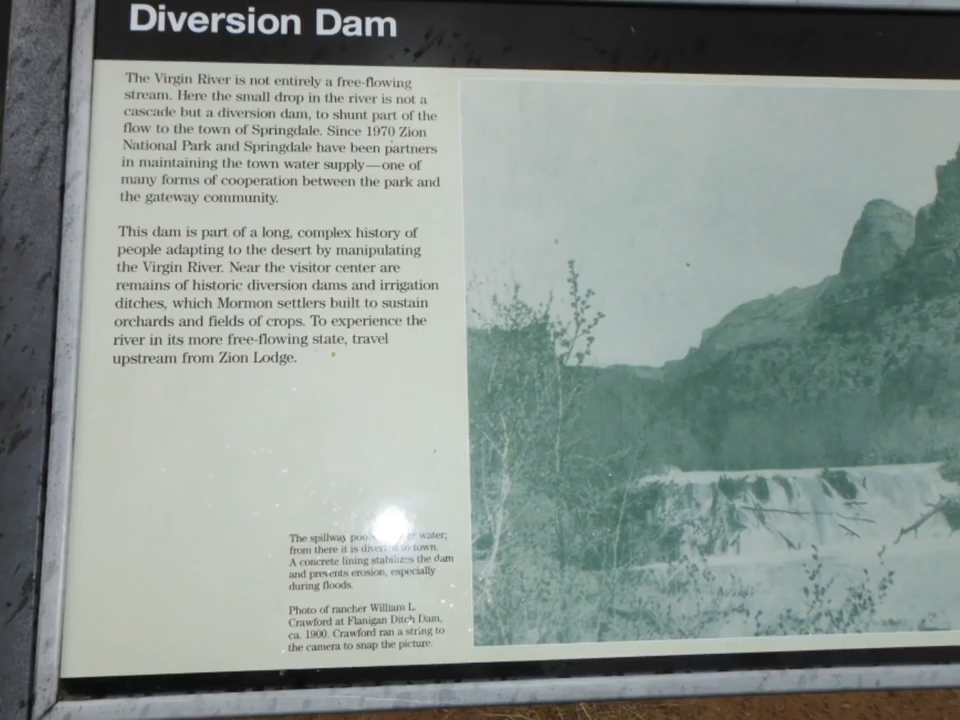 Diversion Dam
The Virgin River is not entirely a free-flowing
stream. Here the small drop in the river is not a
cascade but a diversion dam, to shunt part of the
flow to the town of Springdale. Since 1970 Zion
National Park and Springdale have been partners
in maintaining the town water supply—one of
many forms of cooperation between the park and
the gateway community.
This dam is part of a long, complex history of
people adapting to the desert by manipulating
the Virgin River. Near the visitor center are
remains of historic diversion dams and irrigation
ditches, which Mormon settlers built to sustain
orchards and fields of crops. To experience the
river in its more free-flowing state, travel
upstream from Zion Lodge.
The spillway water,
from there it is diverted to town.
A concrete lining stabilizes the dam
and prevents erosion, especially
during floods.
Photo of rancher William L.
Crawford at Flanigan Ditch Dam,
ca. 1900. Crawford ran a string to
the camera to snap the picture.